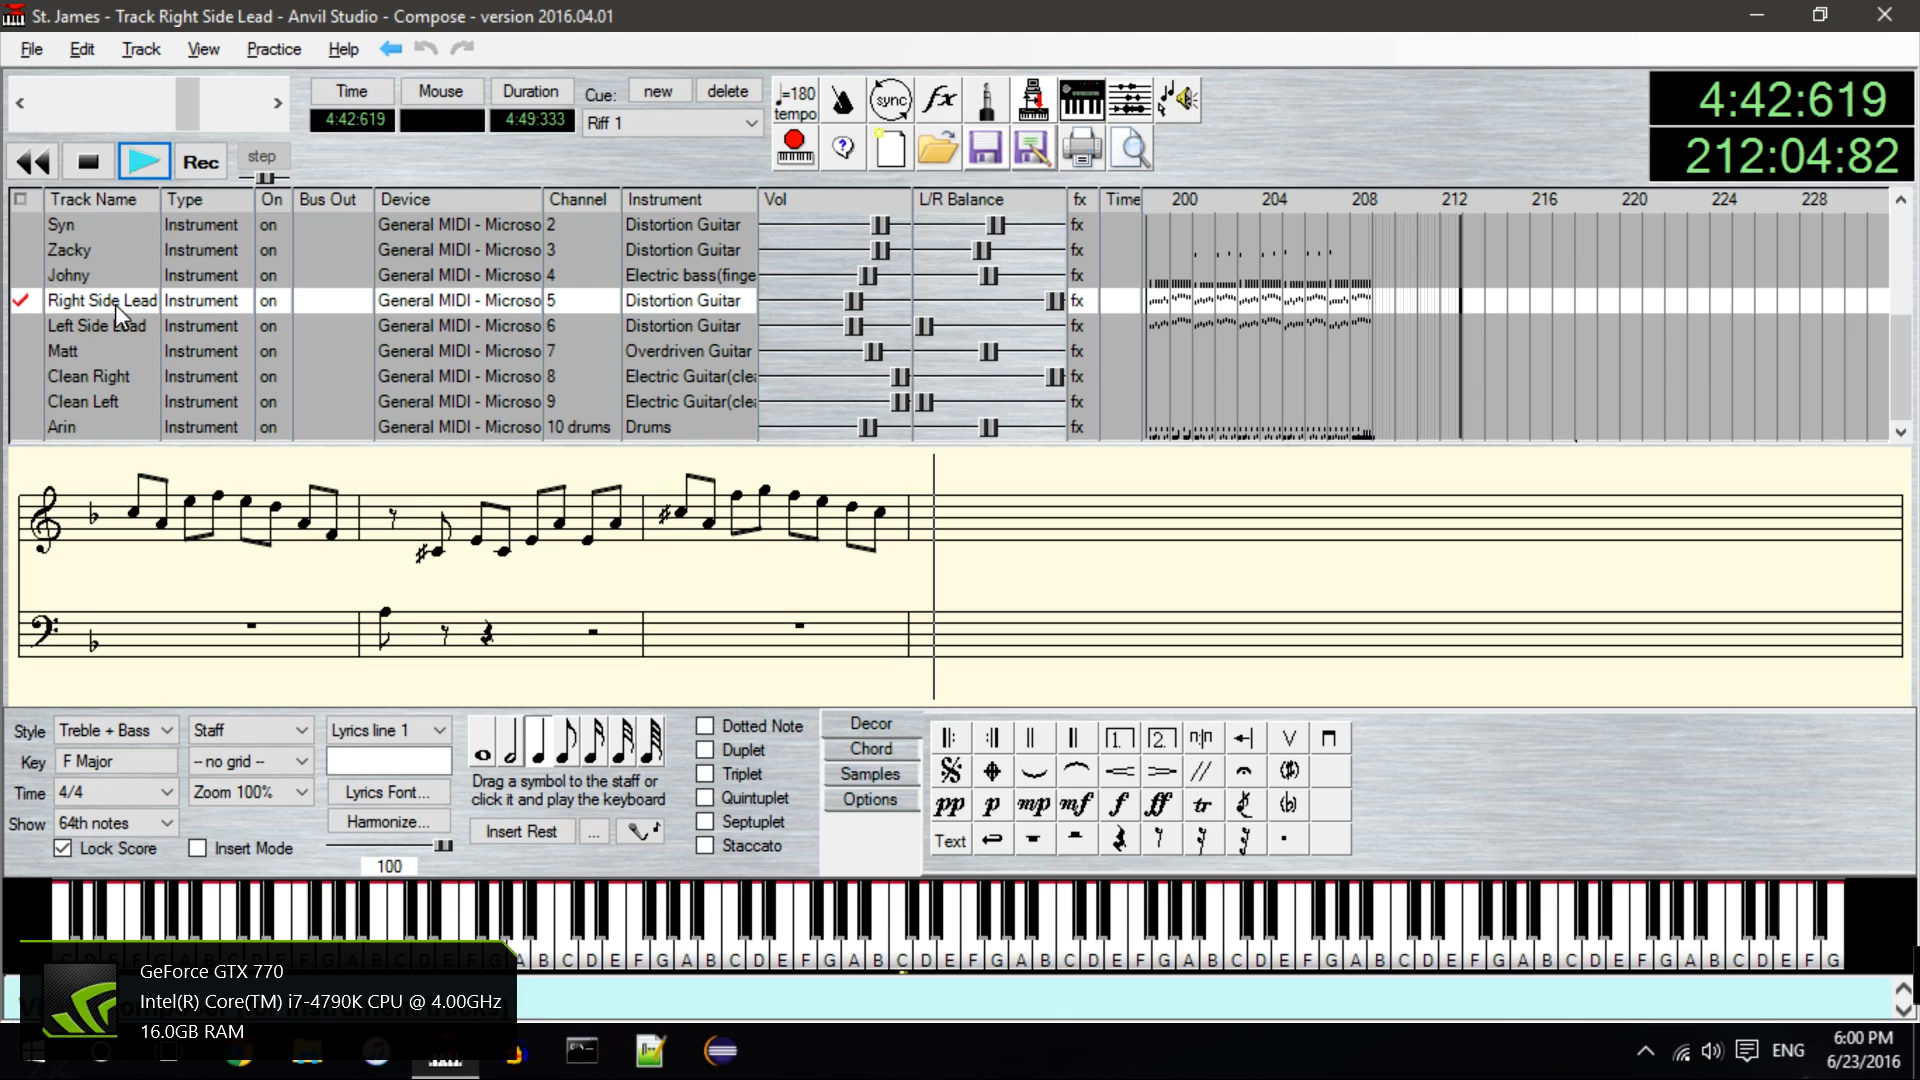 St. James - Track Right Side Lead - Anvil Studio - Compose - version 2016.04.01
File Edit Track View Practice Help
Time Mouse Duration Cue: new delete
4:42:619 4:49:333 Riff 1
♩=180
tempo
sync
fx
4:42:619
212:04:82
Rec step
Track Name Type On Bus Out Device Channel Instrument Vol L/R Balance fx Time 200 204 208 212 216 220 224 228
Syn Instrument on General MIDI - Microso 2 Distortion Guitar fx
Zacky Instrument on General MIDI - Microso 3 Distortion Guitar fx
Johny Instrument on General MIDI - Microso 4 Electric bass(finge fx
Right Side Lead Instrument on General MIDI - Microso 5 Distortion Guitar fx
Left Side Lead Instrument on General MIDI - Microso 6 Distortion Guitar fx
Matt Instrument on General MIDI - Microso 7 Overdriven Guitar fx
Clean Right Instrument on General MIDI - Microso 8 Electric Guitar(clea fx
Clean Left Instrument on General MIDI - Microso 9 Electric Guitar(clea fx
Arin Instrument on General MIDI - Microso 10 drums Drums fx
Style Treble + Bass Staff Lyrics line 1
Key F Major -- no grid --
Time 4/4 Zoom 100% Lyrics Font...
Show 64th notes Harmonize...
Lock Score Insert Mode
100
Drag a symbol to the staff or
click it and play the keyboard
Insert Rest ...
Dotted Note
Duplet
Triplet
Quintuplet
Septuplet
Staccato
Decor
Chord
Samples
Options
1. 2.
pp p mp mf f ff tr
Text
A B C D E F G A B C D E F G A B C D E F G A B C D E F G A B C D E F G A B C D E F G A B C D E F G A B C D E F G
GeForce GTX 770
Intel(R) Core(TM) i7-4790K CPU @ 4.00GHz
16.0GB RAM
ENG
6:00 PM
6/23/2016